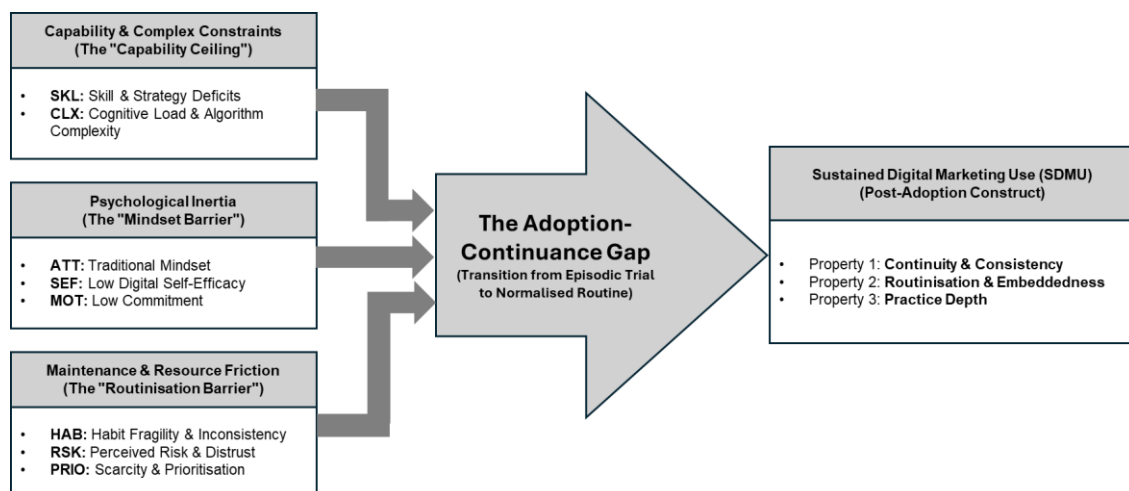 Capability & Complex Constraints
(The "Capability Ceiling")
• SKL: Skill & Strategy Deficits
• CLX: Cognitive Load & Algorithm
Complexity
Psychological Inertia
(The "Mindset Barrier")
• ATT: Traditional Mindset
• SEF: Low Digital Self-Efficacy
• MOT: Low Commitment
Maintenance & Resource Friction
(The "Routinisation Barrier")
• HAB: Habit Fragility & Inconsistency
• RSK: Perceived Risk & Distrust
• PRIO: Scarcity & Prioritisation
The Adoption-
Continuance Gap
(Transition from Episodic Trial
to Normalised Routine)
Sustained Digital Marketing Use (SDMU)
(Post-Adoption Construct)
• Property 1: Continuity & Consistency
• Property 2: Routinisation & Embeddedness
• Property 3: Practice Depth